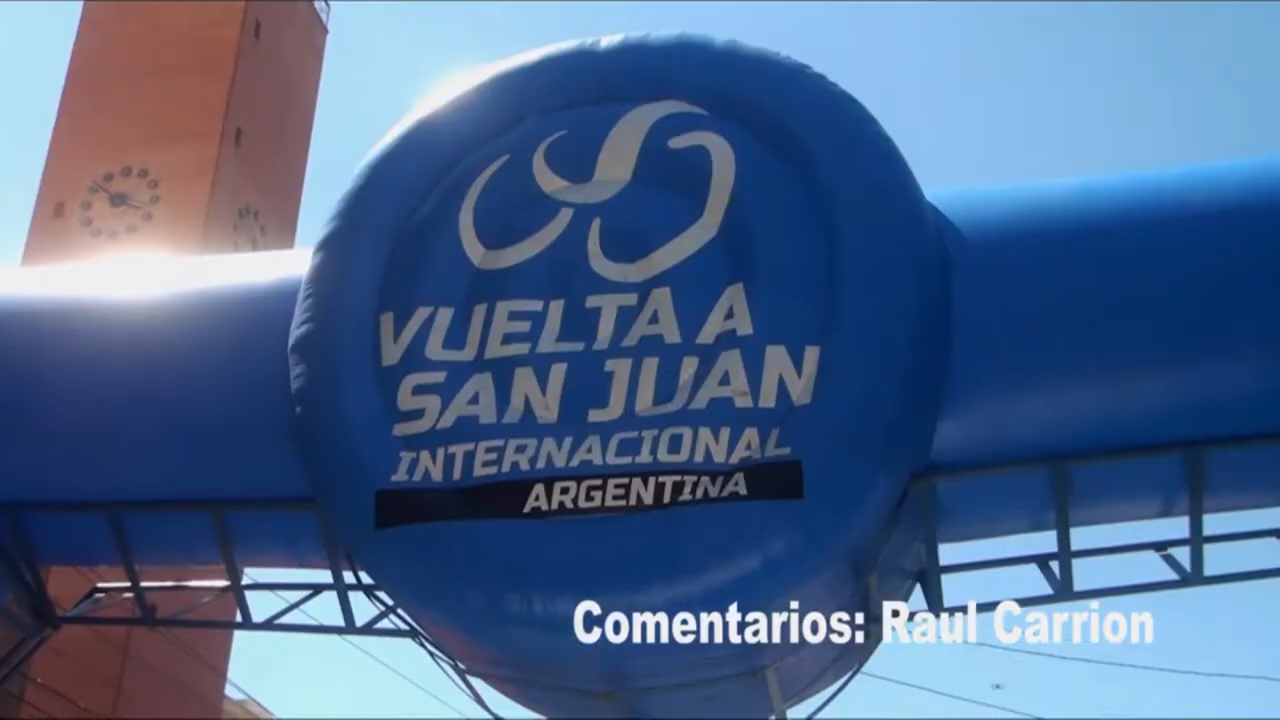 VUELTA A
SAN JUAN
INTERNACIONAL
ARGENTINA
Comentarios: Raul Carrion